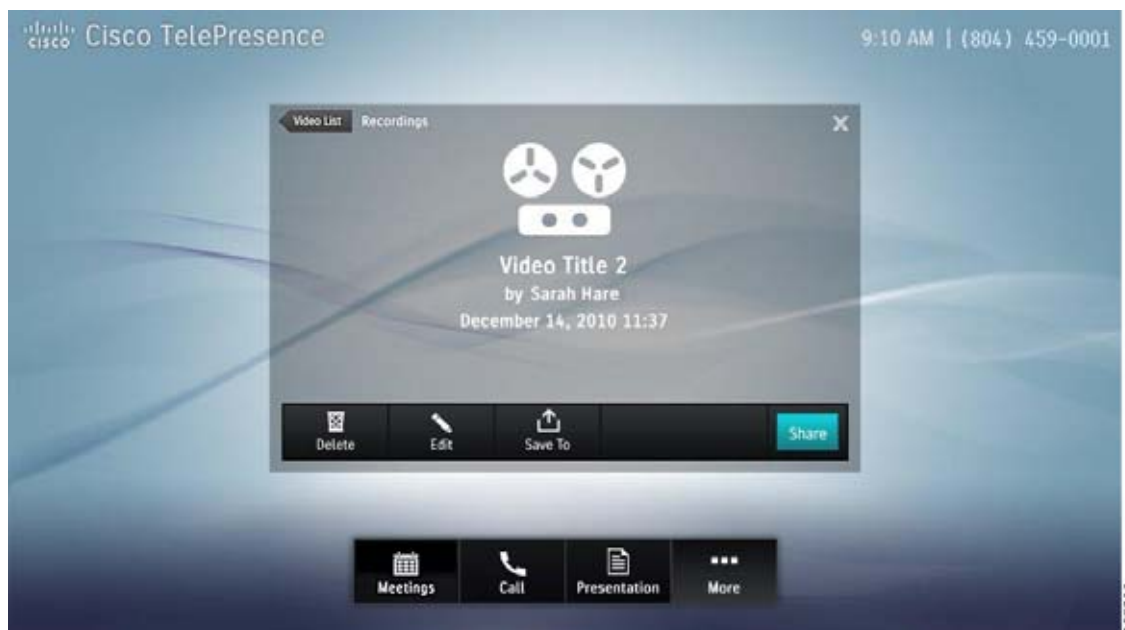 CISCO Cisco TelePresence
9:10 AM | (804) 459-0001
Video List Recordings X
Video Title 2
by Sarah Hare
December 14, 2010 11:37
Delete Edit Save To Share
Meetings Call Presentation More